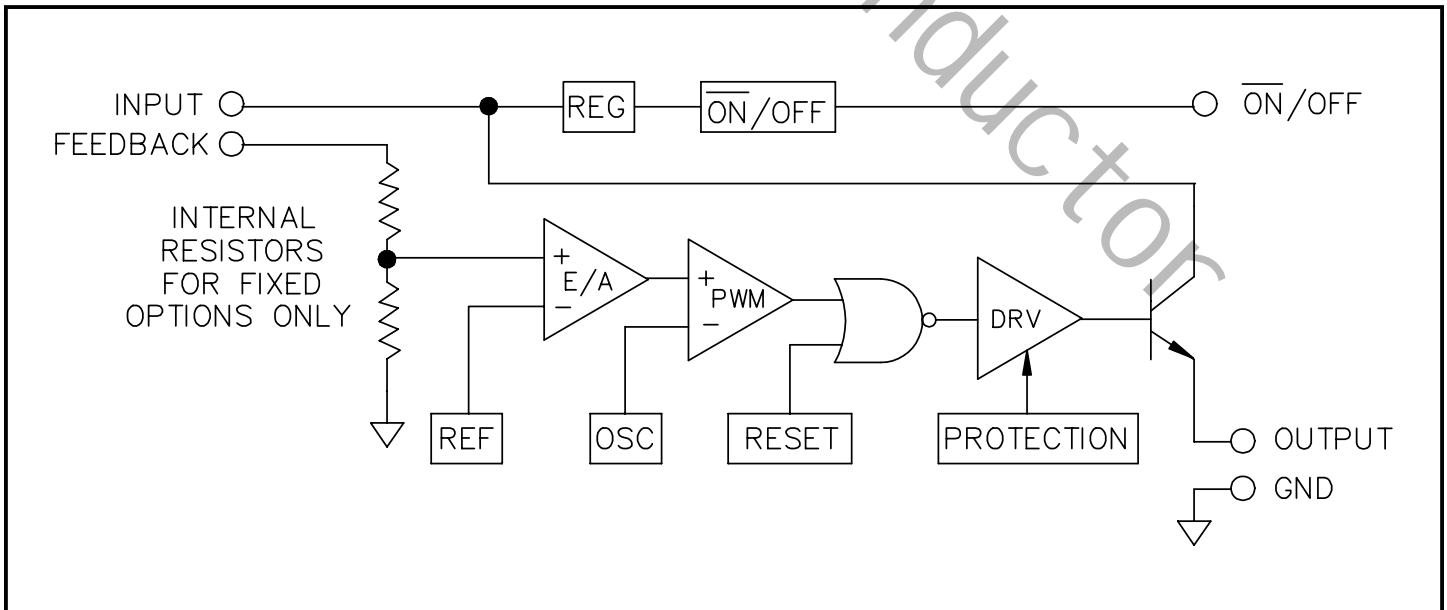 nductor
INPUT
REG
ON/OFF
ON/OFF
FEEDBACK
INTERNAL
RESISTORS
FOR FIXED
OPTIONS ONLY
+
E/A
−
+
PWM
−
DRV
REF
OSC
RESET
PROTECTION
OUTPUT
GND